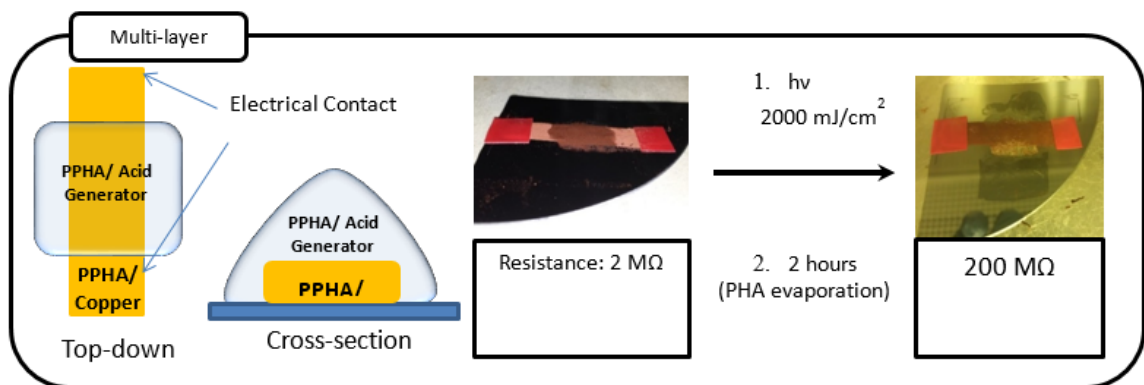 Multi-layer
Electrical Contact
PPHA/ Acid
Generator
PPHA/
Copper
Top-down
PPHA/ Acid
Generator
PPHA/
Cross-section
Resistance: 2 MΩ
1. hν
2000 mJ/cm²
2. 2 hours
(PHA evaporation)
200 MΩ